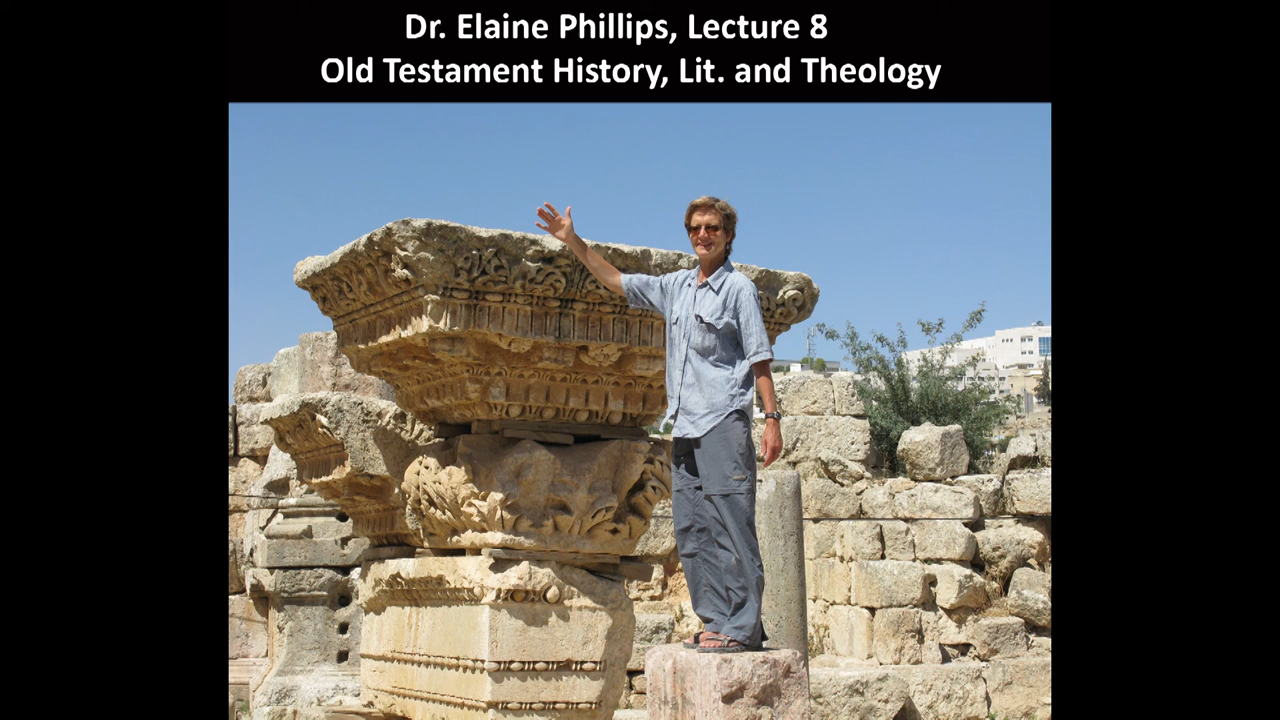 Dr. Elaine Phillips, Lecture 8
Old Testament History, Lit. and Theology